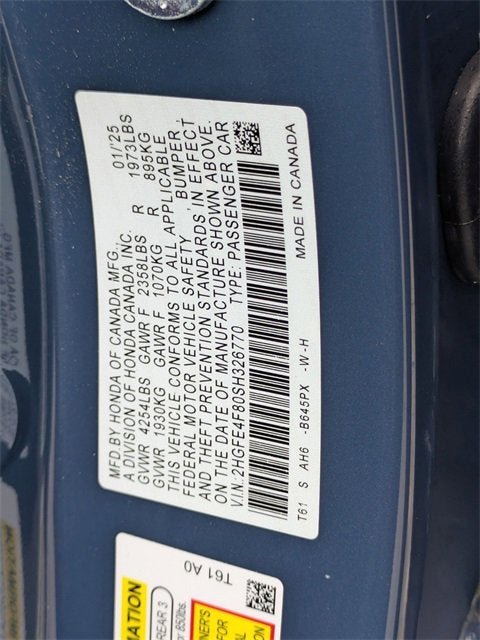 MFD.BY HONDA OF CANADA MFG. 01/'25
A DIVISION OF HONDA CANADA INC.
GVWR 4254LBS GAWR F 2358LBS R 1973LBS
GVWR 1930KG GAWR F 1070KG R 895KG
THIS VEHICLE CONFORMS TO ALL APPLICABLE
FEDERAL MOTOR VEHICLE SAFETY, BUMPER,
AND THEFT PREVENTION STANDARDS IN EFFECT
ON THE DATE OF MANUFACTURE SHOWN ABOVE.
V.I.N:2HGFE4F80SH326770 TYPE: PASSENGER CAR
T61 S AH6 -B645PX -W-H MADE IN CANADA
T61 A0
REAR 3
850lbs.